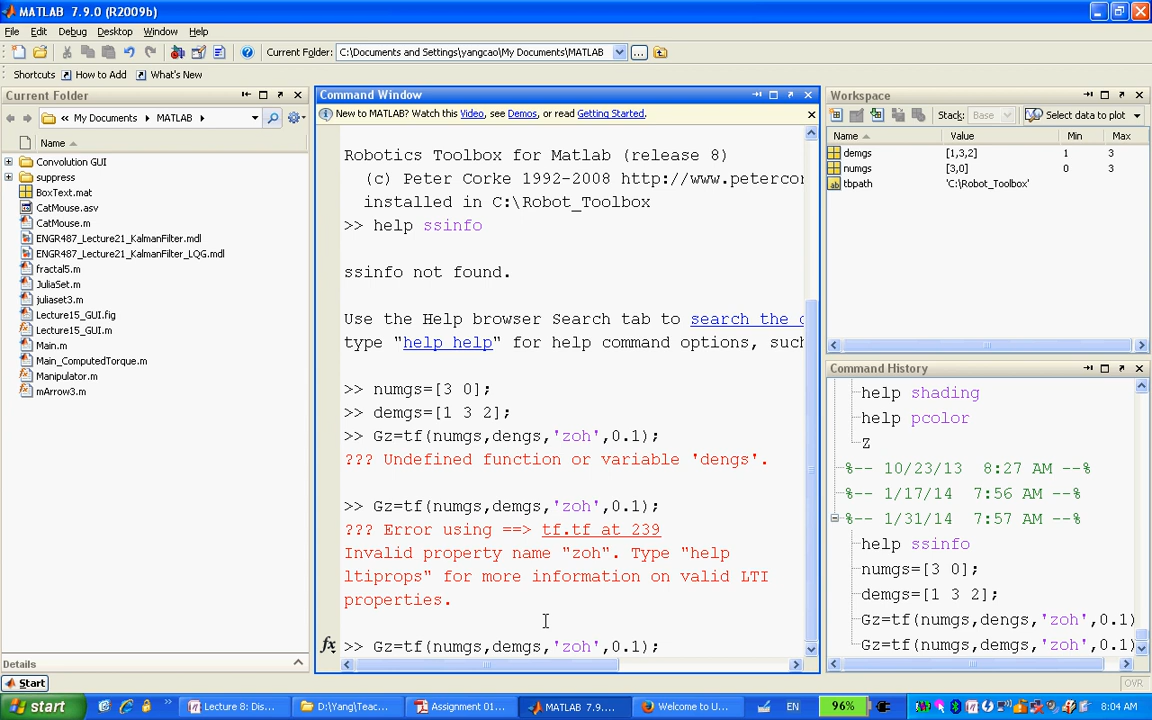 MATLAB 7.9.0 (R2009b)
File Edit Debug Desktop Window Help
Current Folder: C:\Documents and Settings\yangcao\My Documents\MATLAB
Shortcuts How to Add What's New
Current Folder
« My Documents ▸ MATLAB ▸
Name
Convolution GUI
suppress
BoxText.mat
CatMouse.asv
CatMouse.m
ENGR487_Lecture21_KalmanFilter.mdl
ENGR487_Lecture21_KalmanFilter_LQG.mdl
fractal5.m
JuliaSet.m
juliaset3.m
Lecture15_GUI.fig
Lecture15_GUI.m
Main.m
Main_ComputedTorque.m
Manipulator.m
mArrow3.m
Details
Command Window
New to MATLAB? Watch this Video, see Demos, or read Getting Started.
Robotics Toolbox for Matlab (release 8)
(c) Peter Corke 1992-2008 http://www.petercor
installed in C:\Robot_Toolbox
>> help ssinfo
ssinfo not found.
Use the Help browser Search tab to search the
type "help help" for help command options, such
>> numgs=[3 0];
>> demgs=[1 3 2];
>> Gz=tf(numgs,dengs,'zoh',0.1);
??? Undefined function or variable 'dengs'.
>> Gz=tf(numgs,demgs,'zoh',0.1);
??? Error using ==> tf.tf at 239
Invalid property name "zoh". Type "help
ltiprops" for more information on valid LTI
properties.
fx >> Gz=tf(numgs,demgs,'zoh',0.1);
Workspace
Stack: Base Select data to plot
Name Value Min Max
demgs [1,3,2] 1 3
numgs [3,0] 0 3
tbpath 'C:\Robot_Toolbox'
Command History
help shading
help pcolor
Z
%-- 10/23/13 8:27 AM --%
%-- 1/17/14 7:56 AM --%
%-- 1/31/14 7:57 AM --%
help ssinfo
numgs=[3 0];
demgs=[1 3 2];
Gz=tf(numgs,dengs,'zoh',0.1)
Gz=tf(numgs,demgs,'zoh',0.1)
Start
OVR
start Lecture 8: Dis... D:\Yang\Teac... Assignment 01... MATLAB 7.9.... Welcome to U... EN 96% 8:04 AM